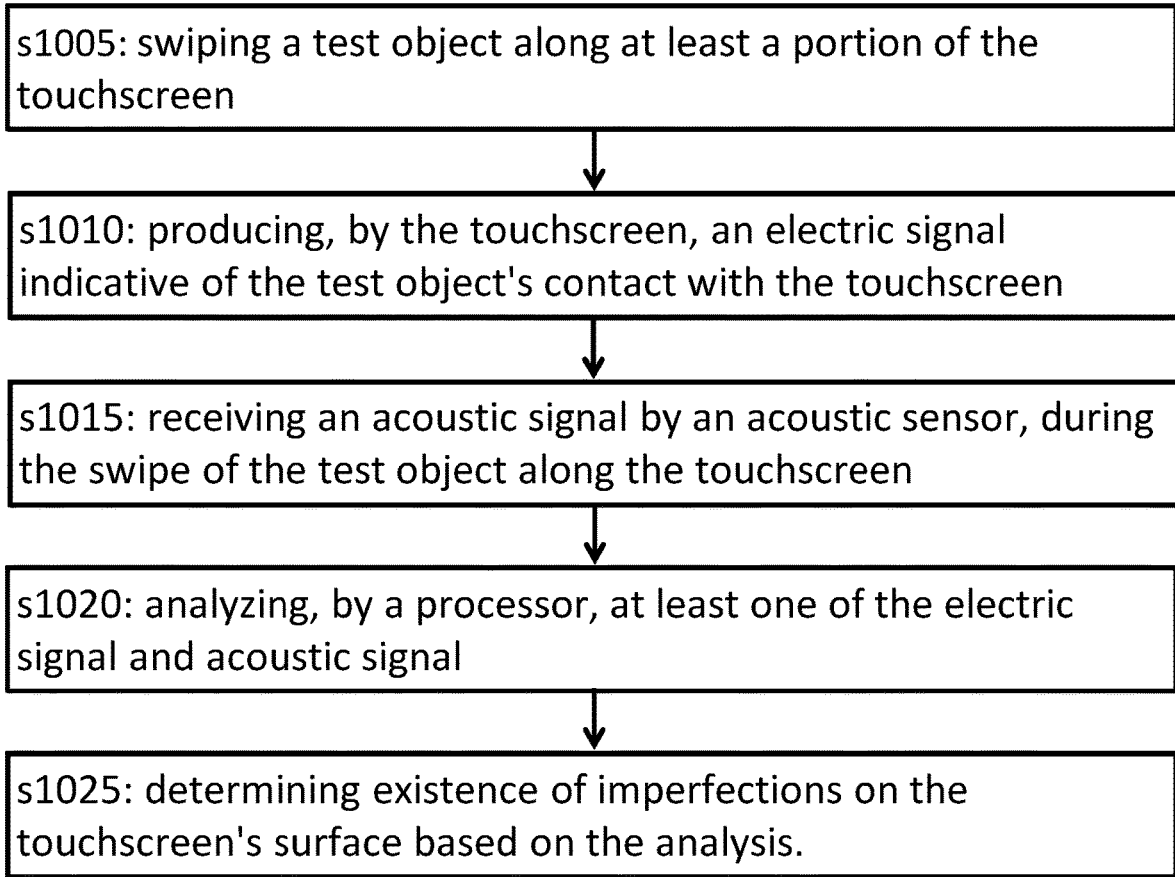 s1005: swiping a test object along at least a portion of the
touchscreen
s1010: producing, by the touchscreen, an electric signal
indicative of the test object's contact with the touchscreen
s1015: receiving an acoustic signal by an acoustic sensor, during
the swipe of the test object along the touchscreen
s1020: analyzing, by a processor, at least one of the electric
signal and acoustic signal
s1025: determining existence of imperfections on the
touchscreen's surface based on the analysis.